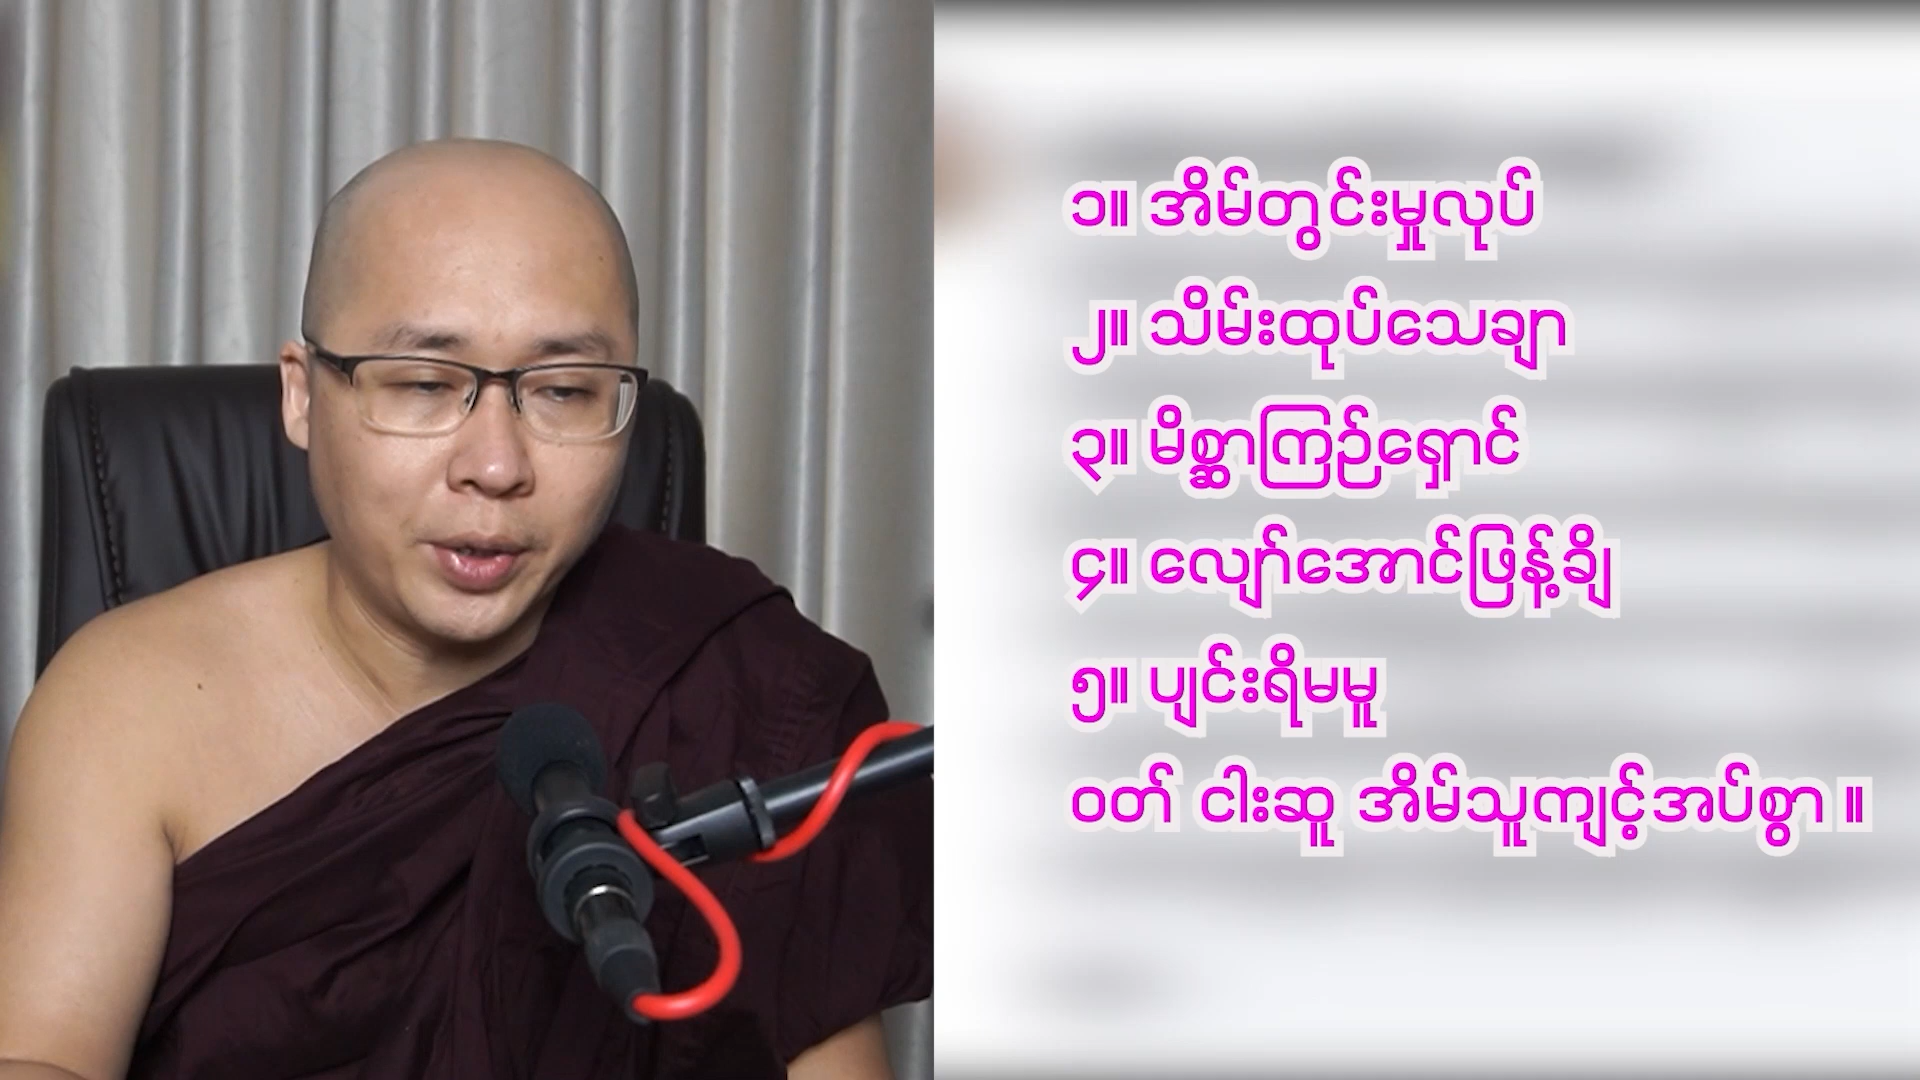 ၁။ အိမ်တွင်းမှုလုပ်
၂။ သိမ်းထုပ်သေချာ
၃။ မိစ္ဆာကြဉ်ရှောင်
၄။ လျော်အောင်ဖြန့်ချိ
၅။ ပျင်းရိမမူ
ဝတ် ငါးဆူ အိမ်သူကျင့်အပ်စွာ ။